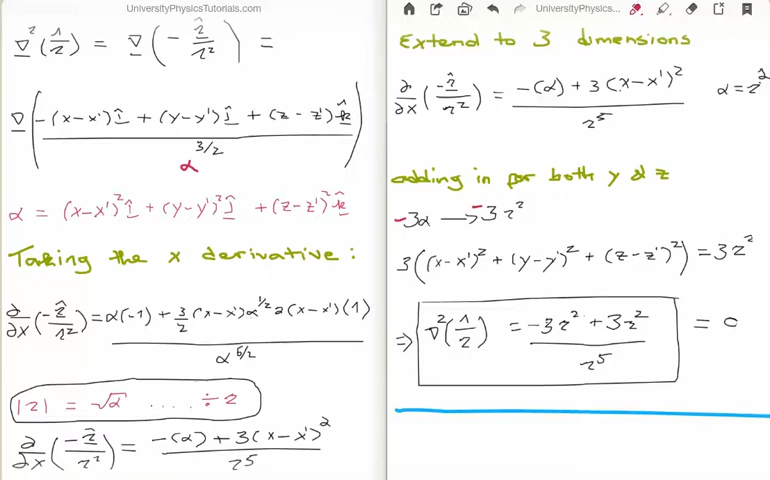 UniversityPhysicsTutorials.com
∇²(1/r) = ∇(- r̂/r²) =
∇(-(x-x')î + (y-y')ĵ + (z-z')k̂ / α^3/2)
α = (x-x')²î + (y-y')²ĵ + (z-z')²k̂
Taking the x derivative:
∂/∂x(-r̂/r²) = α(-1) + 3/2(x-x')α^1/2 2(x-x')(1) / α^6/2
|r| = √α .... ÷ r
∂/∂x(-r̂/r²) = -(α) + 3(x-x')² / r⁵
UniversityPhysics...
Extend to 3 dimensions
∂/∂x(-r̂/r²) = -(α) + 3(x-x')² / r⁵ α = r²
adding in for both y & z
-3α → -3r²
3((x-x')² + (y-y')² + (z-z')²) = 3r²
⇒ ∇²(1/r) = -3r² + 3r² / r⁵ = 0